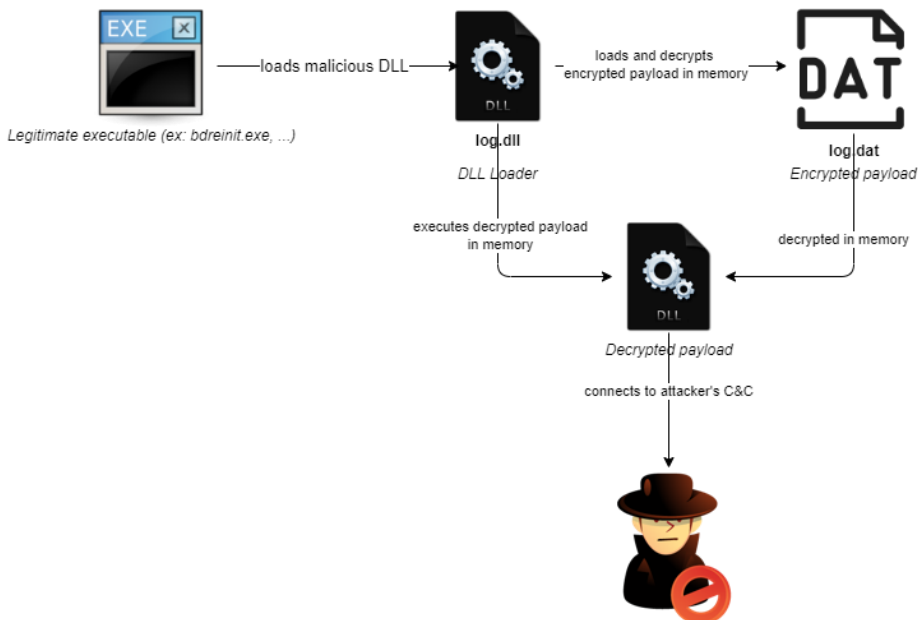 EXE
DLL
DAT
loads malicious DLL
loads and decrypts
encrypted payload in memory
Legitimate executable (ex: bdreinit.exe, ...)
log.dll
DLL Loader
log.dat
Encrypted payload
executes decrypted payload
in memory
decrypted in memory
DLL
Decrypted payload
connects to attacker's C&C